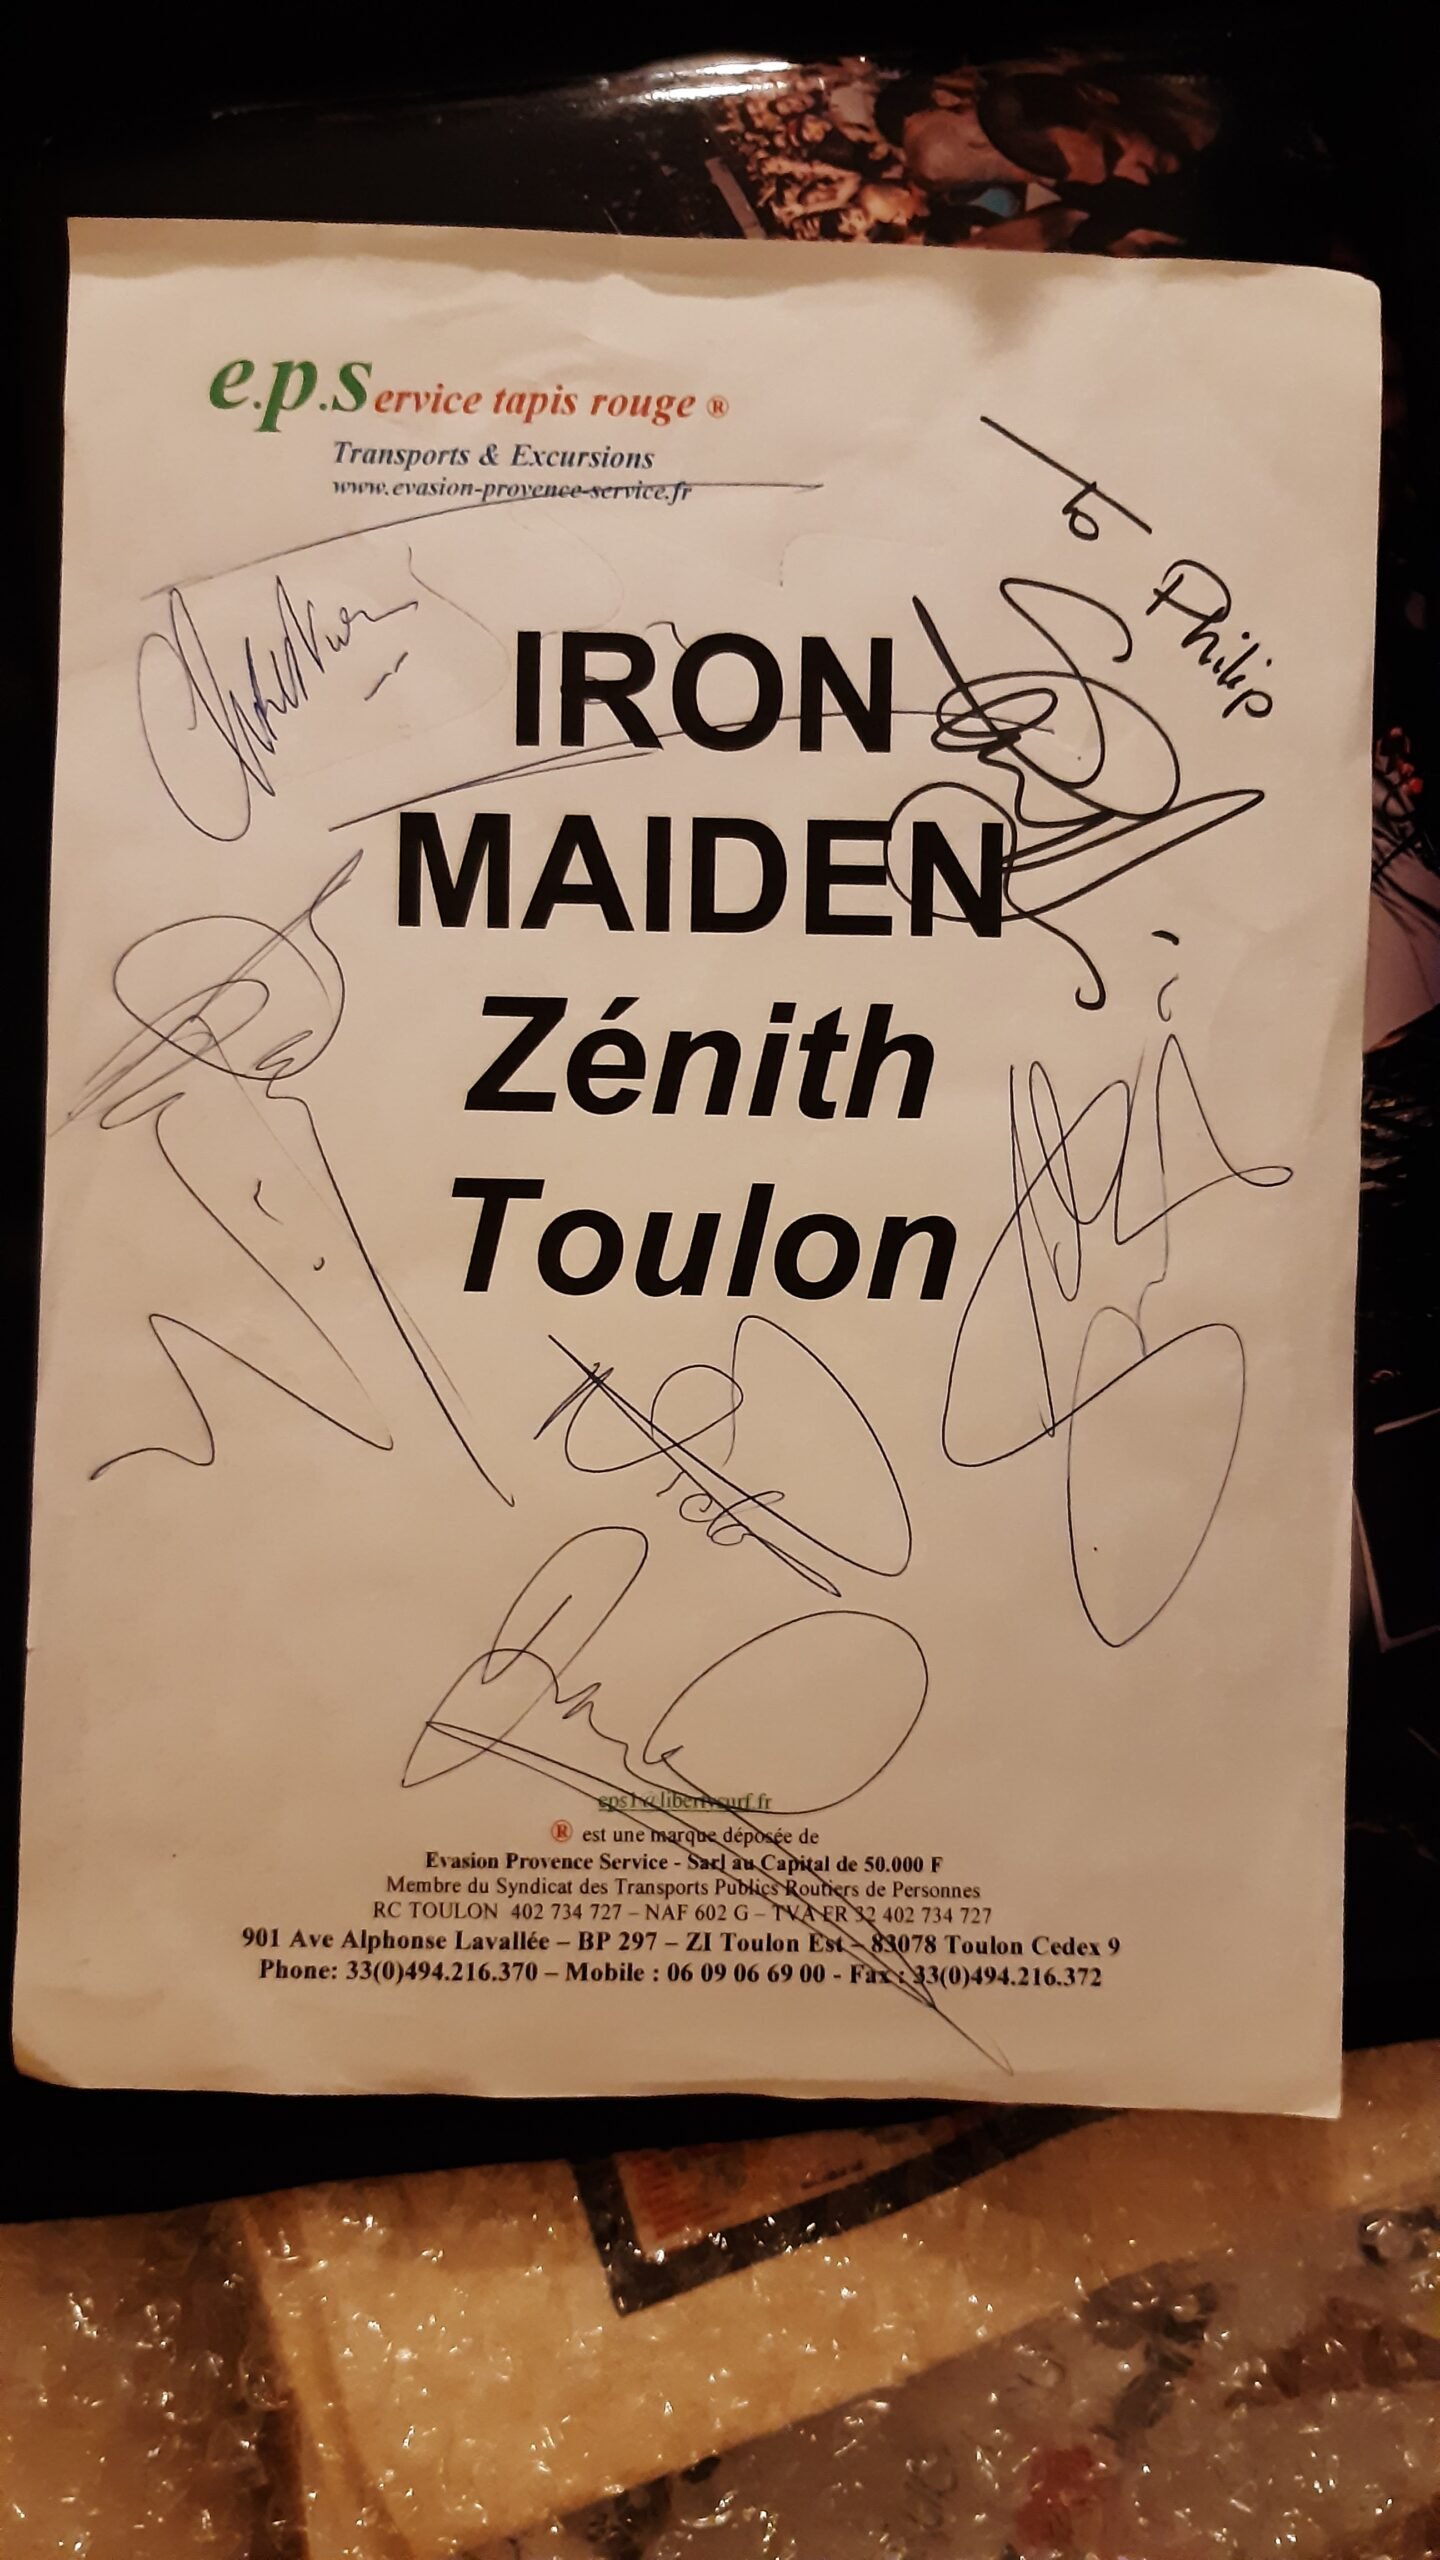 e.p.Service tapis rouge ®
Transports & Excursions
www.evasion-provence-service.fr
To Philip
IRON
MAIDEN
Zénith
Toulon
eps1@libertysurf.fr
® est une marque déposée de
Evasion Provence Service - Sarl au Capital de 50.000 F
Membre du Syndicat des Transports Publics Routiers de Personnes
RC TOULON 402 734 727 – NAF 602 G – TVA FR 32 402 734 727
901 Ave Alphonse Lavallée – BP 297 – ZI Toulon Est – 83078 Toulon Cedex 9
Phone: 33(0)494.216.370 – Mobile : 06 09 06 69 00 - Fax : 33(0)494.216.372